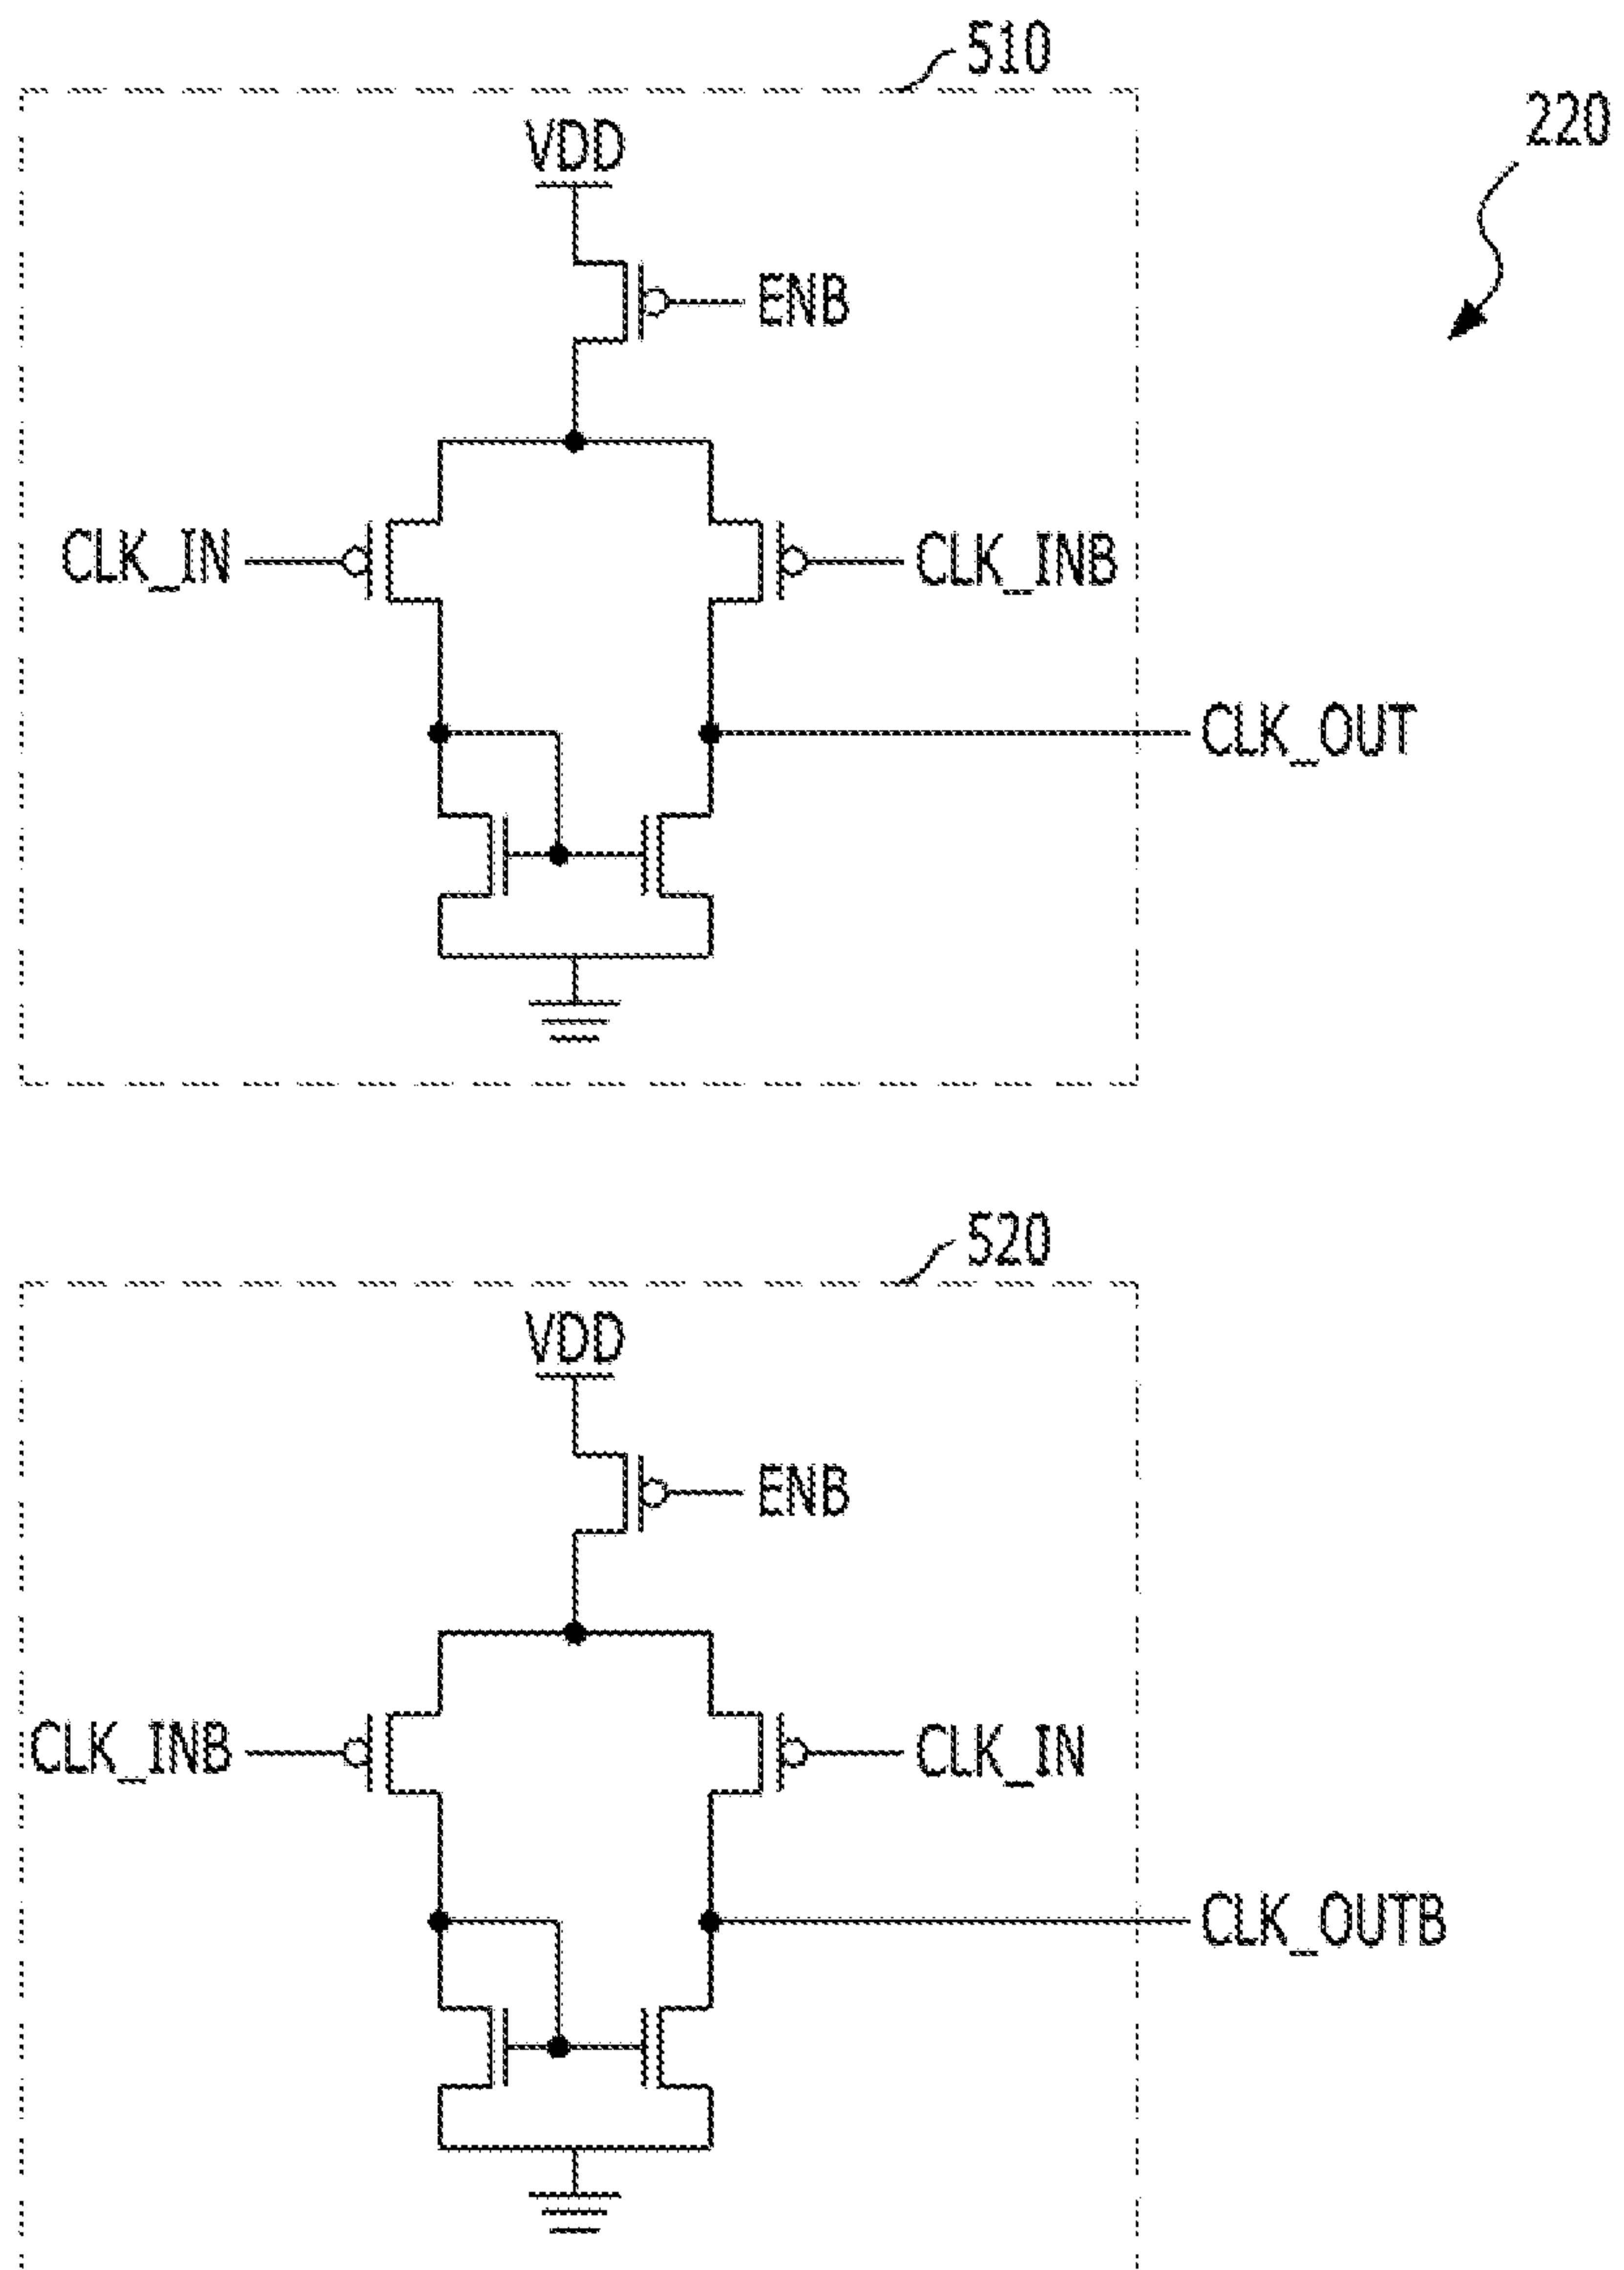 510
220
VDD
ENB
CLK_IN
CLK_INB
CLK_OUT
520
VDD
ENB
CLK_INB
CLK_IN
CLK_OUTB